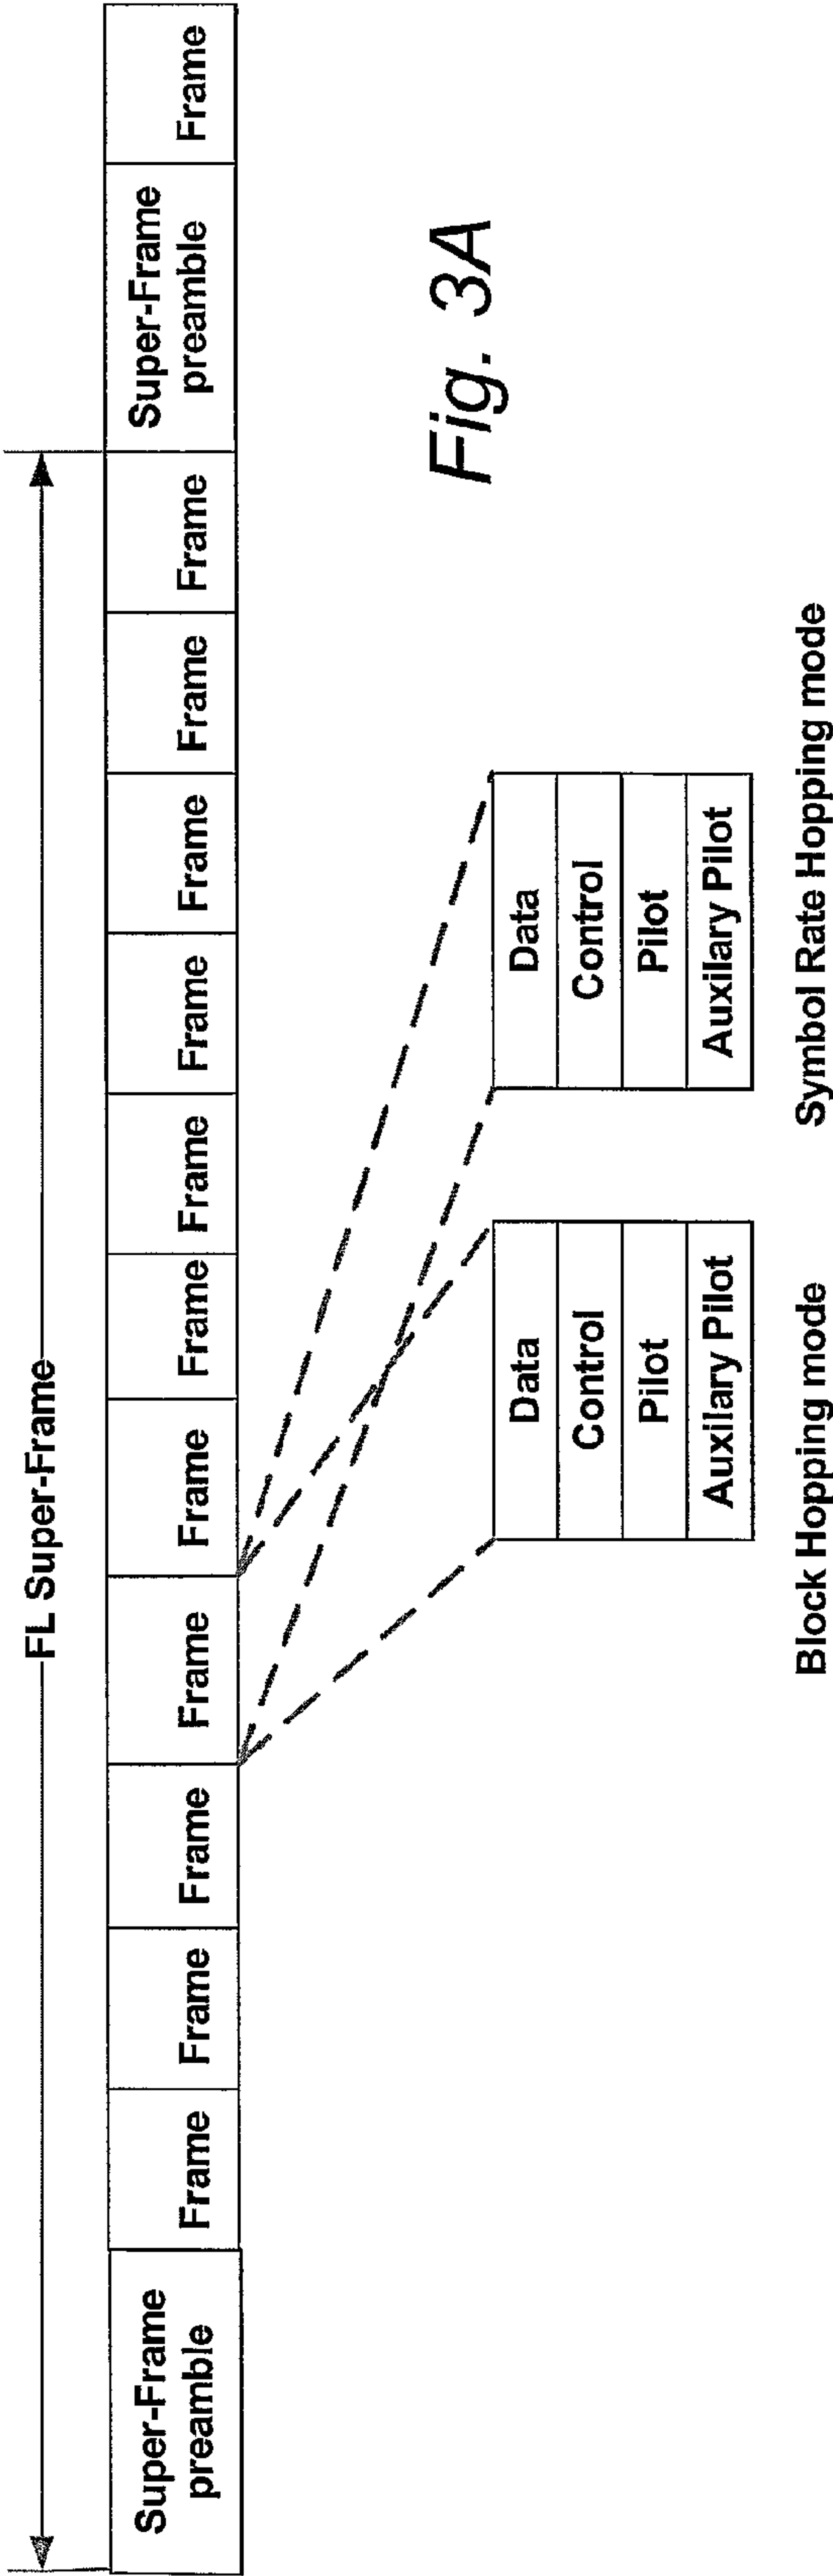 FL Super-Frame
Super-Frame
preamble
Frame
Frame
Frame
Frame
Frame
Frame
Frame
Frame
Frame
Frame
Frame
Super-Frame
preamble
Frame
Data
Control
Pilot
Auxilary Pilot
Block Hopping mode
Data
Control
Pilot
Auxilary Pilot
Symbol Rate Hopping mode
Fig. 3A